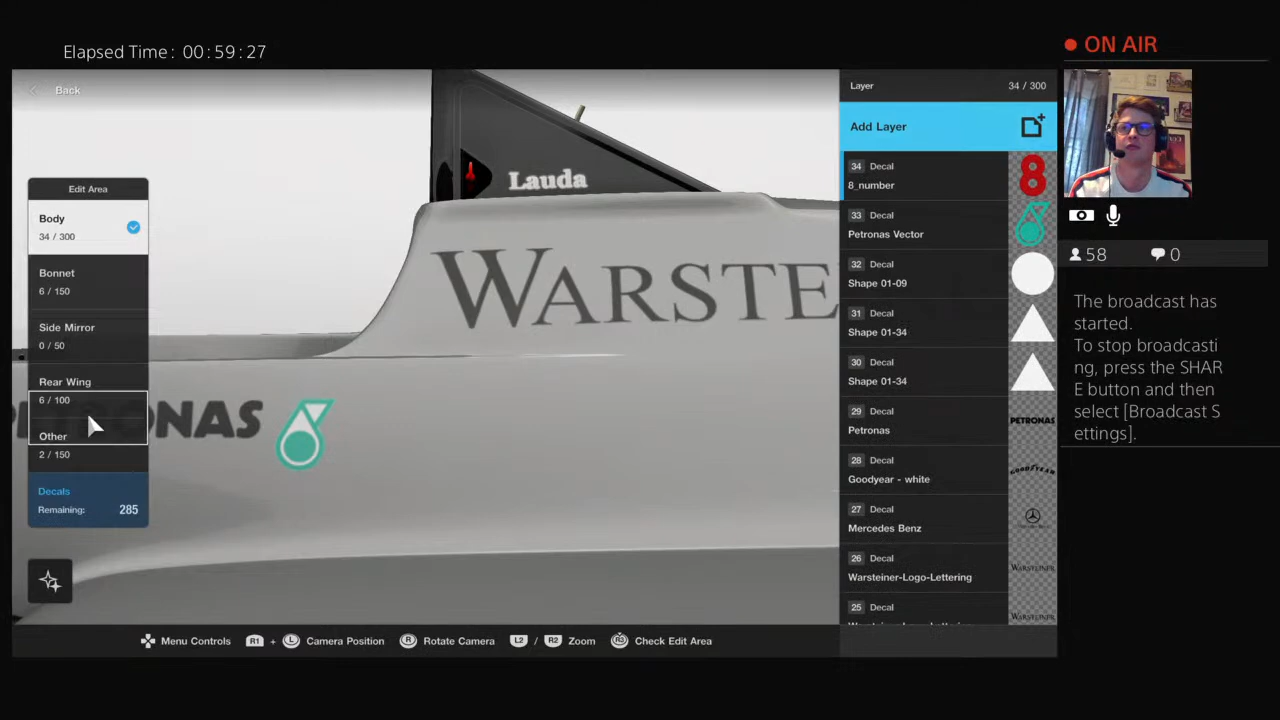 Elapsed Time: 00:59:27
ON AIR
Back
Layer 34 / 300
Edit Area
Body
34 / 300
Bonnet
6 / 150
Side Mirror
0 / 50
Rear Wing
6 / 100
Other
2 / 150
Decals
Remaining: 285
Lauda
WARSTE
NAS
Add Layer
34 Decal
8_number
8
33 Decal
Petronas Vector
32 Decal
Shape 01-09
31 Decal
Shape 01-34
30 Decal
Shape 01-34
29 Decal
Petronas
PETRONAS
28 Decal
Goodyear - white
GOODYEAR
27 Decal
Mercedes Benz
26 Decal
Warsteiner-Logo-Lettering
WARSTEINER
25 Decal
WARSTEINER
58 0
The broadcast has
started.
To stop broadcasti
ng, press the SHAR
E button and then
select [Broadcast S
ettings].
Menu Controls R1 + L Camera Position R Rotate Camera L2 / R2 Zoom R3 Check Edit Area